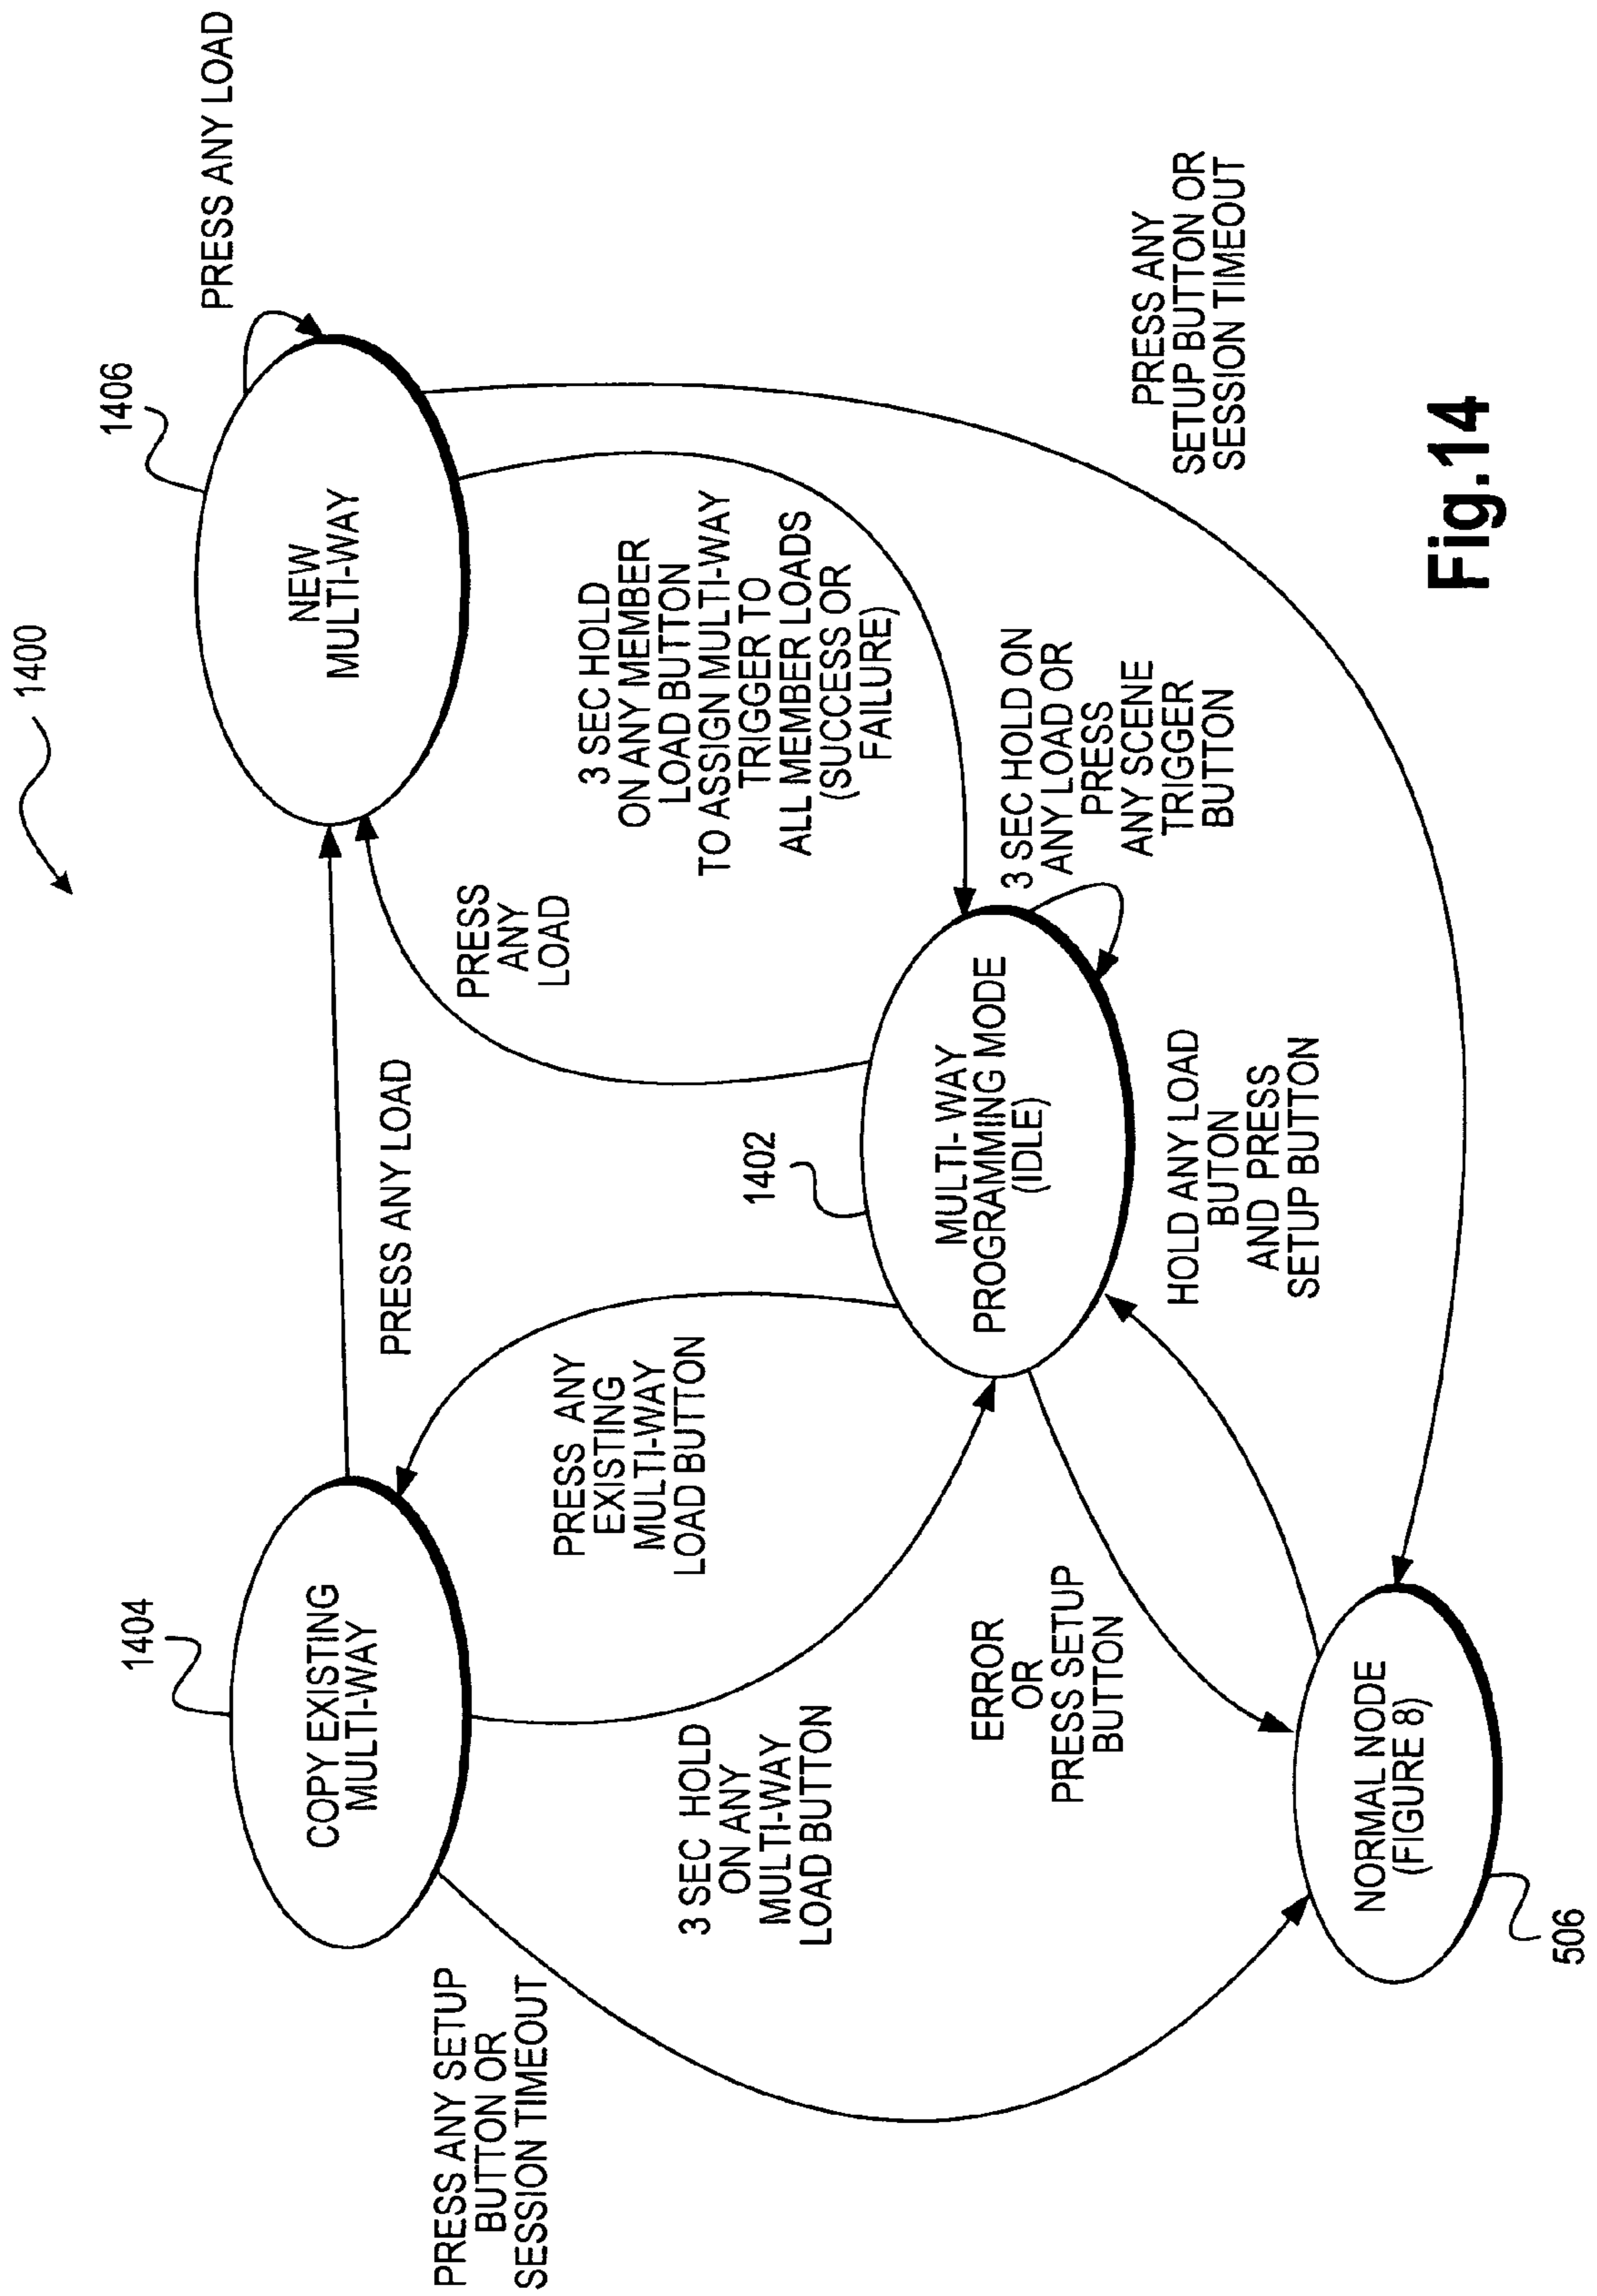 1400
1404
COPY EXISTING
MULTI-WAY
PRESS ANY LOAD
1406
NEW
MULTI-WAY
PRESS ANY LOAD
PRESS ANY SETUP
BUTTON OR
SESSION TIMEOUT
3 SEC HOLD
ON ANY
MULTI-WAY
LOAD BUTTON
PRESS ANY
EXISTING
MULTI-WAY
LOAD BUTTON
PRESS
ANY
LOAD
3 SEC HOLD
ON ANY MEMBER
LOAD BUTTON
TO ASSIGN MULTI-WAY
TRIGGER TO
ALL MEMBER LOADS
(SUCCESS OR
FAILURE)
1402
MULTI- WAY
PROGRAMMING MODE
(IDLE)
3 SEC HOLD ON
ANY LOAD OR
PRESS
ANY SCENE
TRIGGER
BUTTON
PRESS ANY
SETUP BUTTON OR
SESSION TIMEOUT
ERROR
OR
PRESS SETUP
BUTTON
HOLD ANY LOAD
BUTON
AND PRESS
SETUP BUTTON
NORMAL NODE
(FIGURE 8)
506
Fig.14